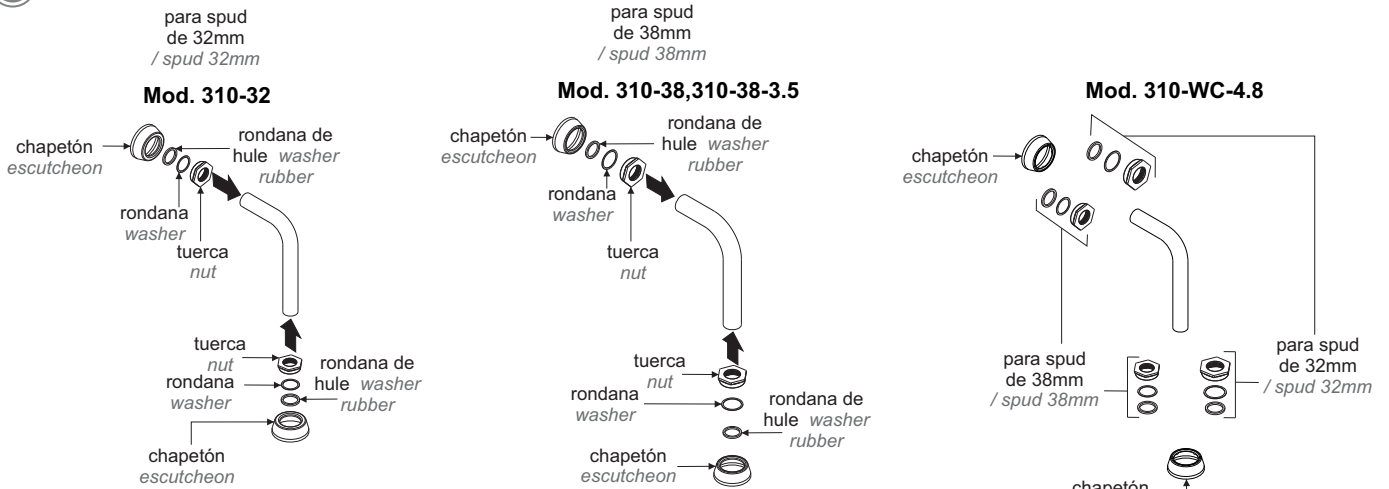 para spud
de 32mm
/ spud 32mm
Mod. 310-32
chapetón
escutcheon
rondana de
hule washer
rubber
rondana
washer
tuerca
nut
tuerca
nut
rondana
washer
rondana de
hule washer
rubber
chapetón
escutcheon
para spud
de 38mm
/ spud 38mm
Mod. 310-38,310-38-3.5
chapetón
escutcheon
rondana de
hule washer
rubber
rondana
washer
tuerca
nut
tuerca
nut
rondana
washer
rondana de
hule washer
rubber
chapetón
escutcheon
Mod. 310-WC-4.8
chapetón
escutcheon
para spud
de 38mm
/ spud 38mm
para spud
de 32mm
/ spud 32mm
chapetón